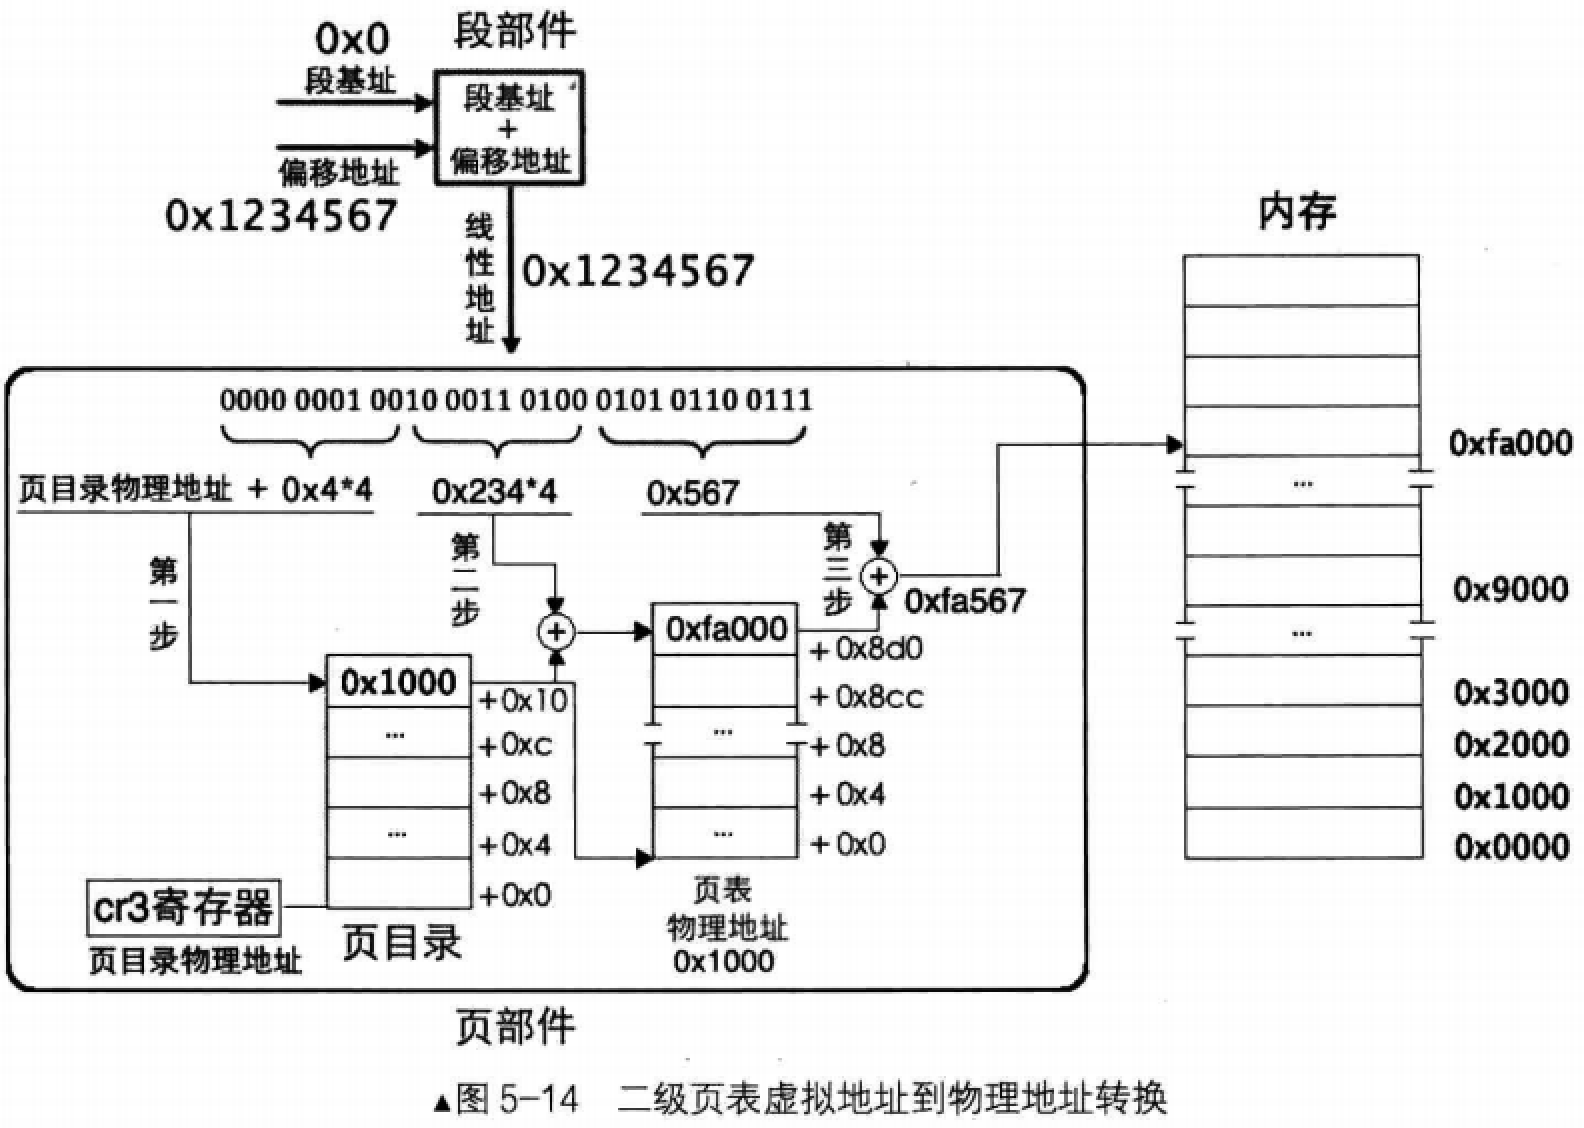 段部件
0x0
段基址
段基址
+
偏移地址
偏移地址
0x1234567
线性地址
0x1234567
内存
0000 0001 0010 0011 0100 0101 0110 0111
页目录物理地址 + 0x4*4
0x234*4
0x567
第一步
第二步
第三步
+
+
0xfa567
0x1000
...
...
+0x10
+0xc
+0x8
+0x4
+0x0
0xfa000
...
...
+0x8d0
+0x8cc
+0x8
+0x4
+0x0
cr3寄存器
页目录物理地址
页目录
页表
物理地址
0x1000
...
...
0xfa000
0x9000
0x3000
0x2000
0x1000
0x0000
页部件
▲图 5-14 二级页表虚拟地址到物理地址转换